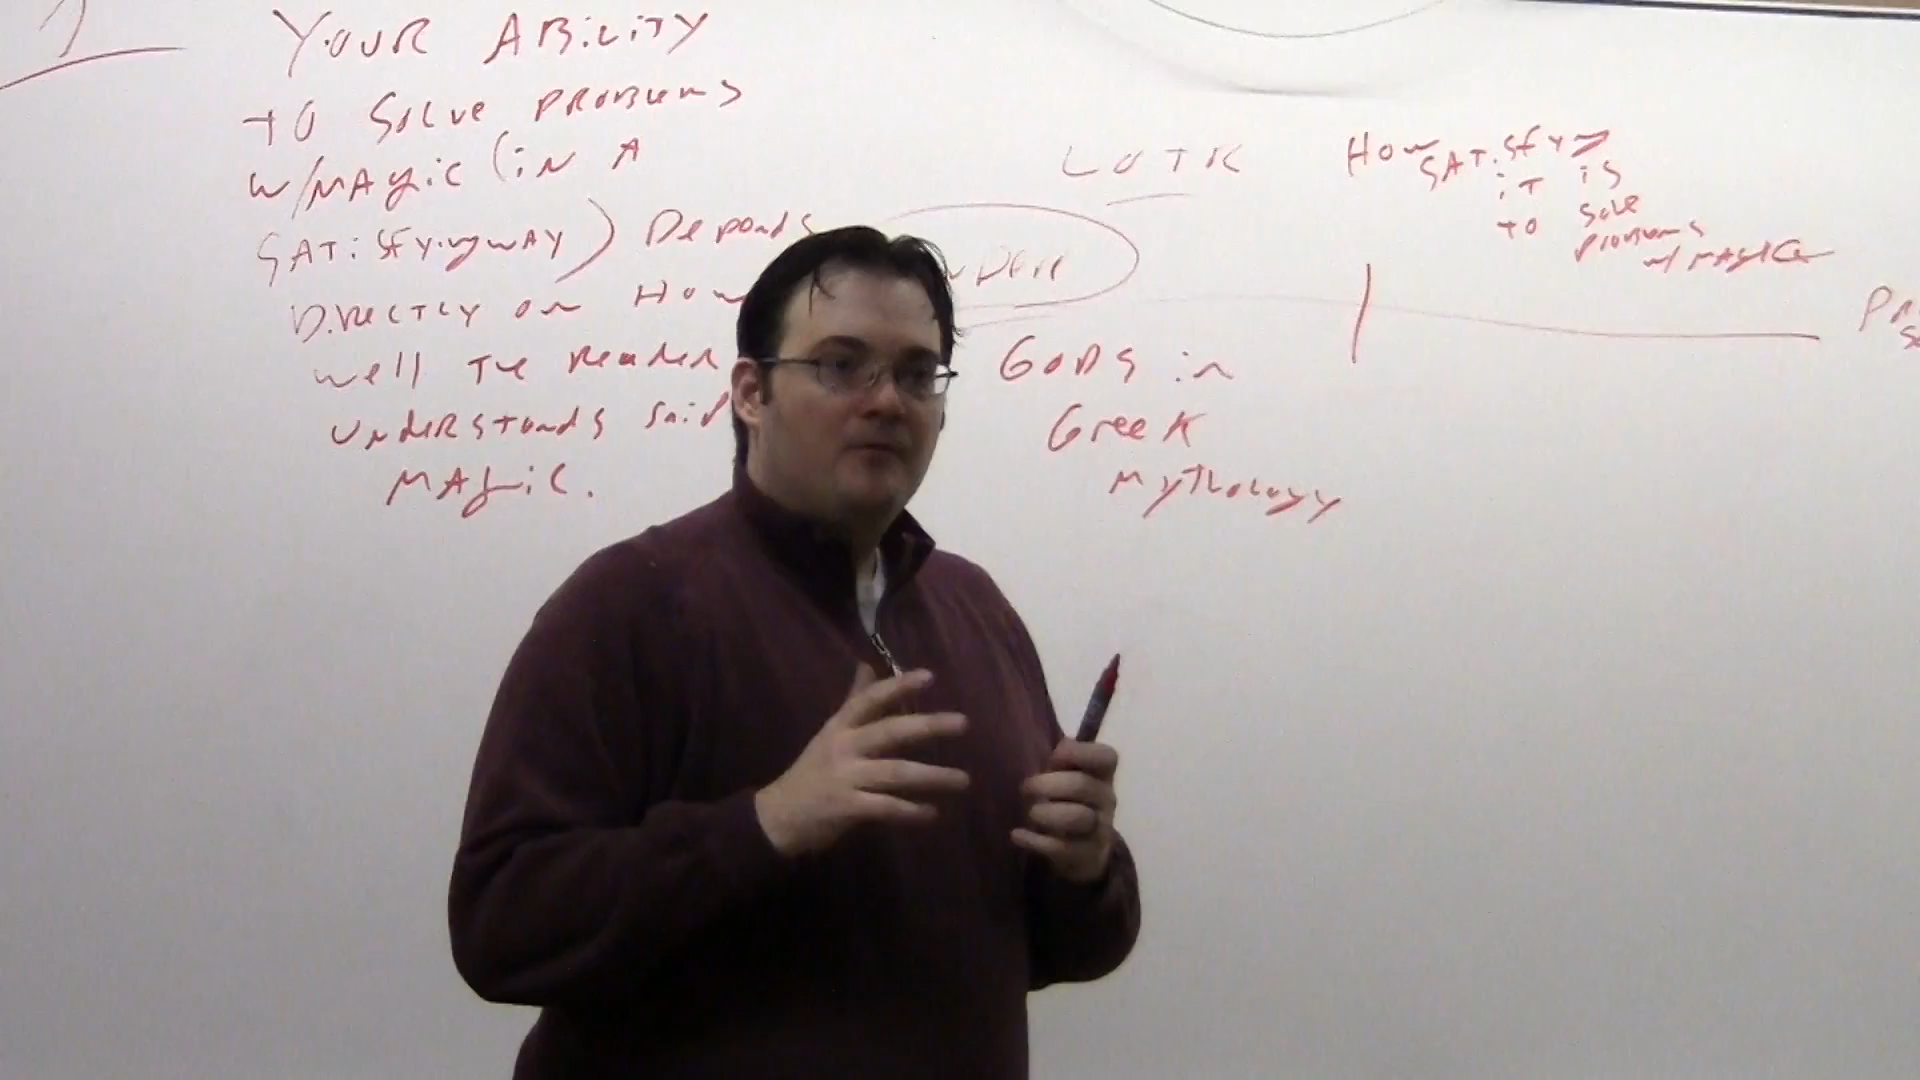 1
YOUR ABiLiTY
TO SOLVE PROBLEMS
W/MAGiC (iN A
SATiSFYiNG WAY) DEPENDS
DiRECTLY ON HOW
WELL THE READER
UNDERSTANDS SAiD
MAGiC.
LOTR
GODS iN
GREEK
MYTHOLOGY
HOW
SATiSFYING
iT iS
TO SOLVE
PROBLEMS
W/ MAGIC